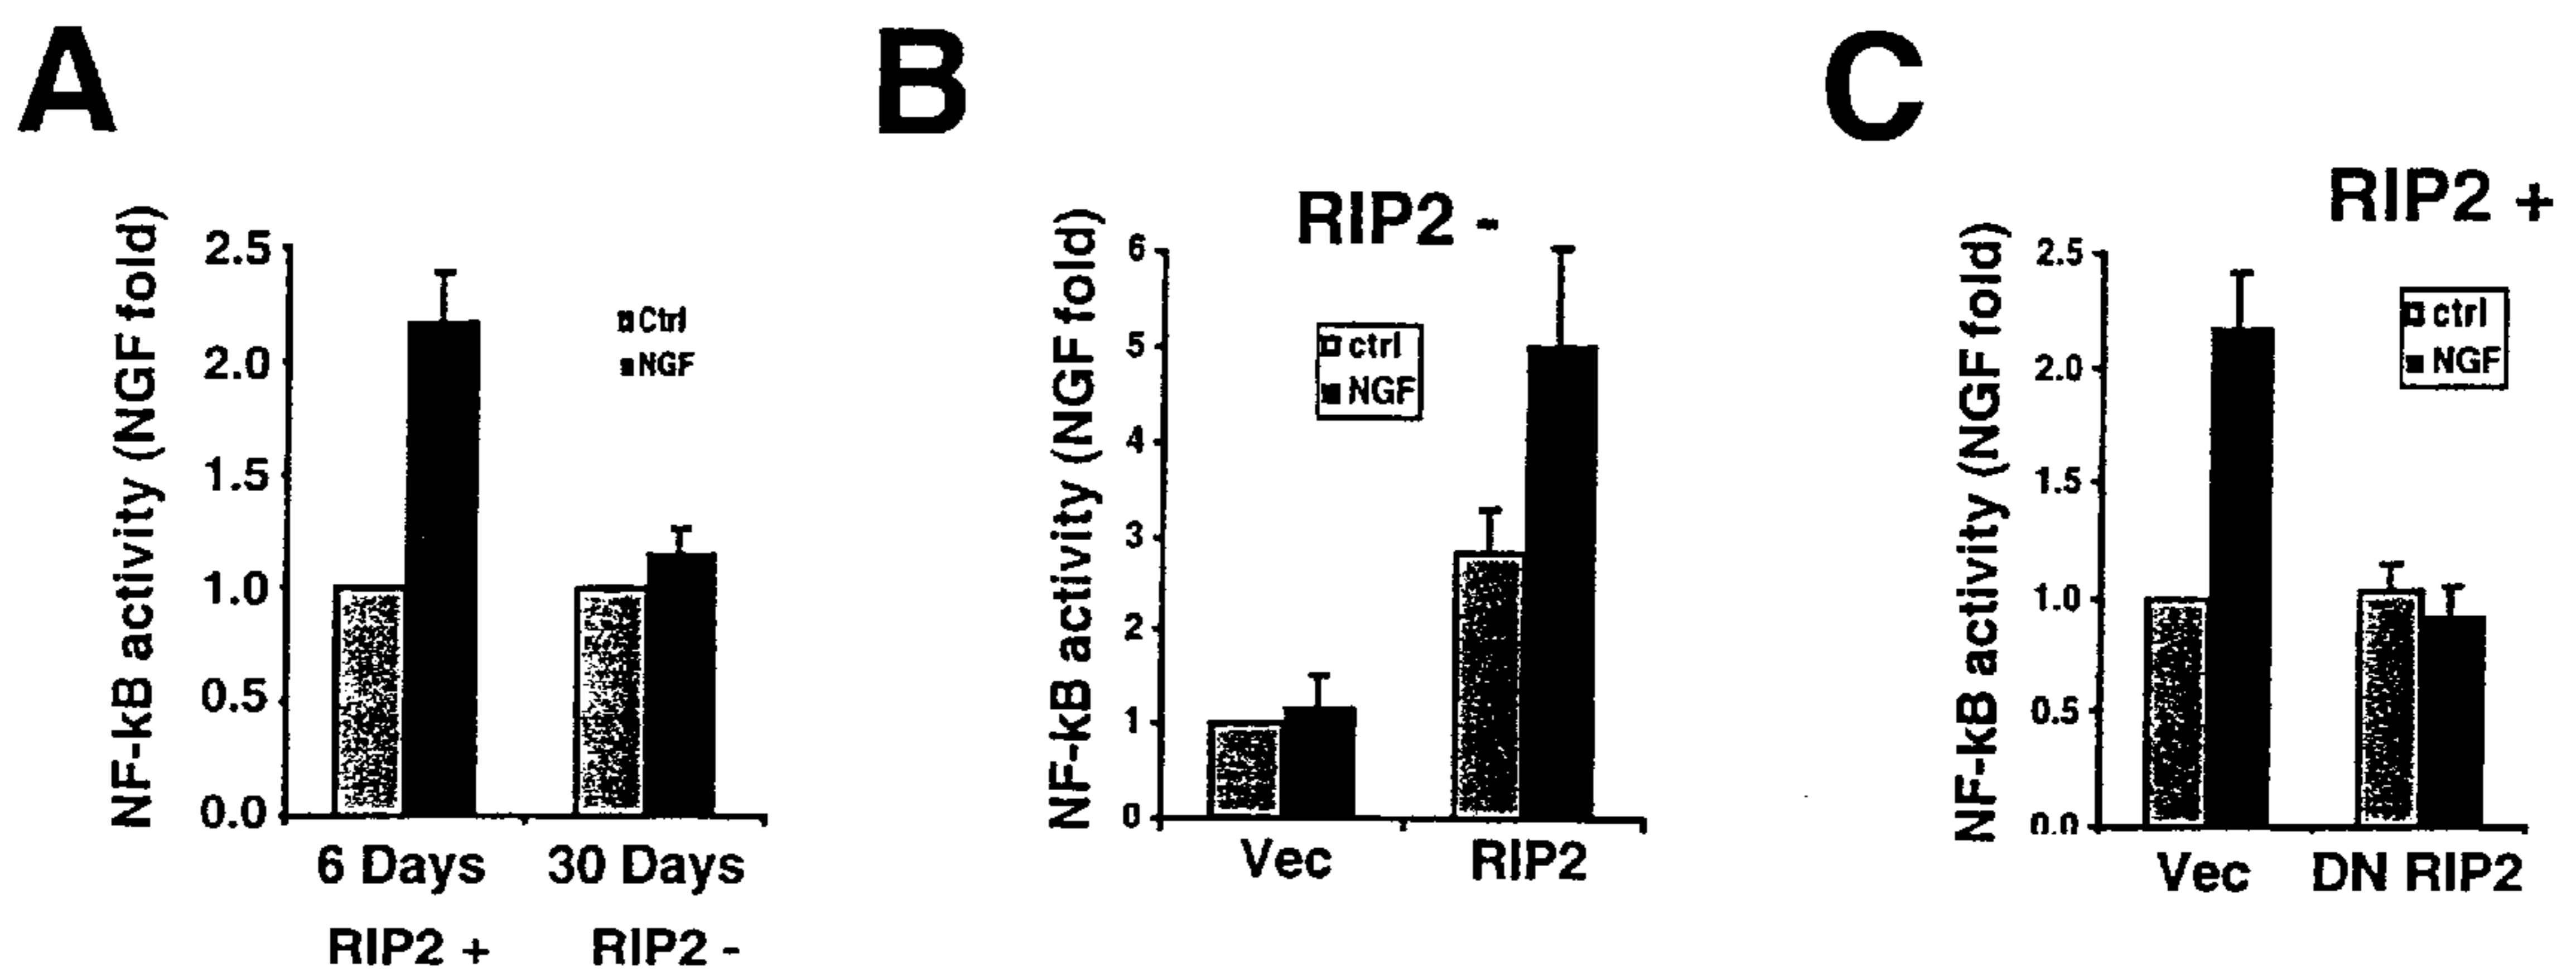 A
NF-kB activity (NGF fold)
2.5
2.0
1.5
1.0
0.5
0.0
Ctrl
NGF
6 Days
30 Days
RIP2 +
RIP2 -
B
RIP2 -
NF-kB activity (NGF fold)
6
5
4
3
2
1
0
ctrl
NGF
Vec
RIP2
C
RIP2 +
NF-kB activity (NGF fold)
2.5
2.0
1.5
1.0
0.5
0.0
ctrl
NGF
Vec
DN RIP2